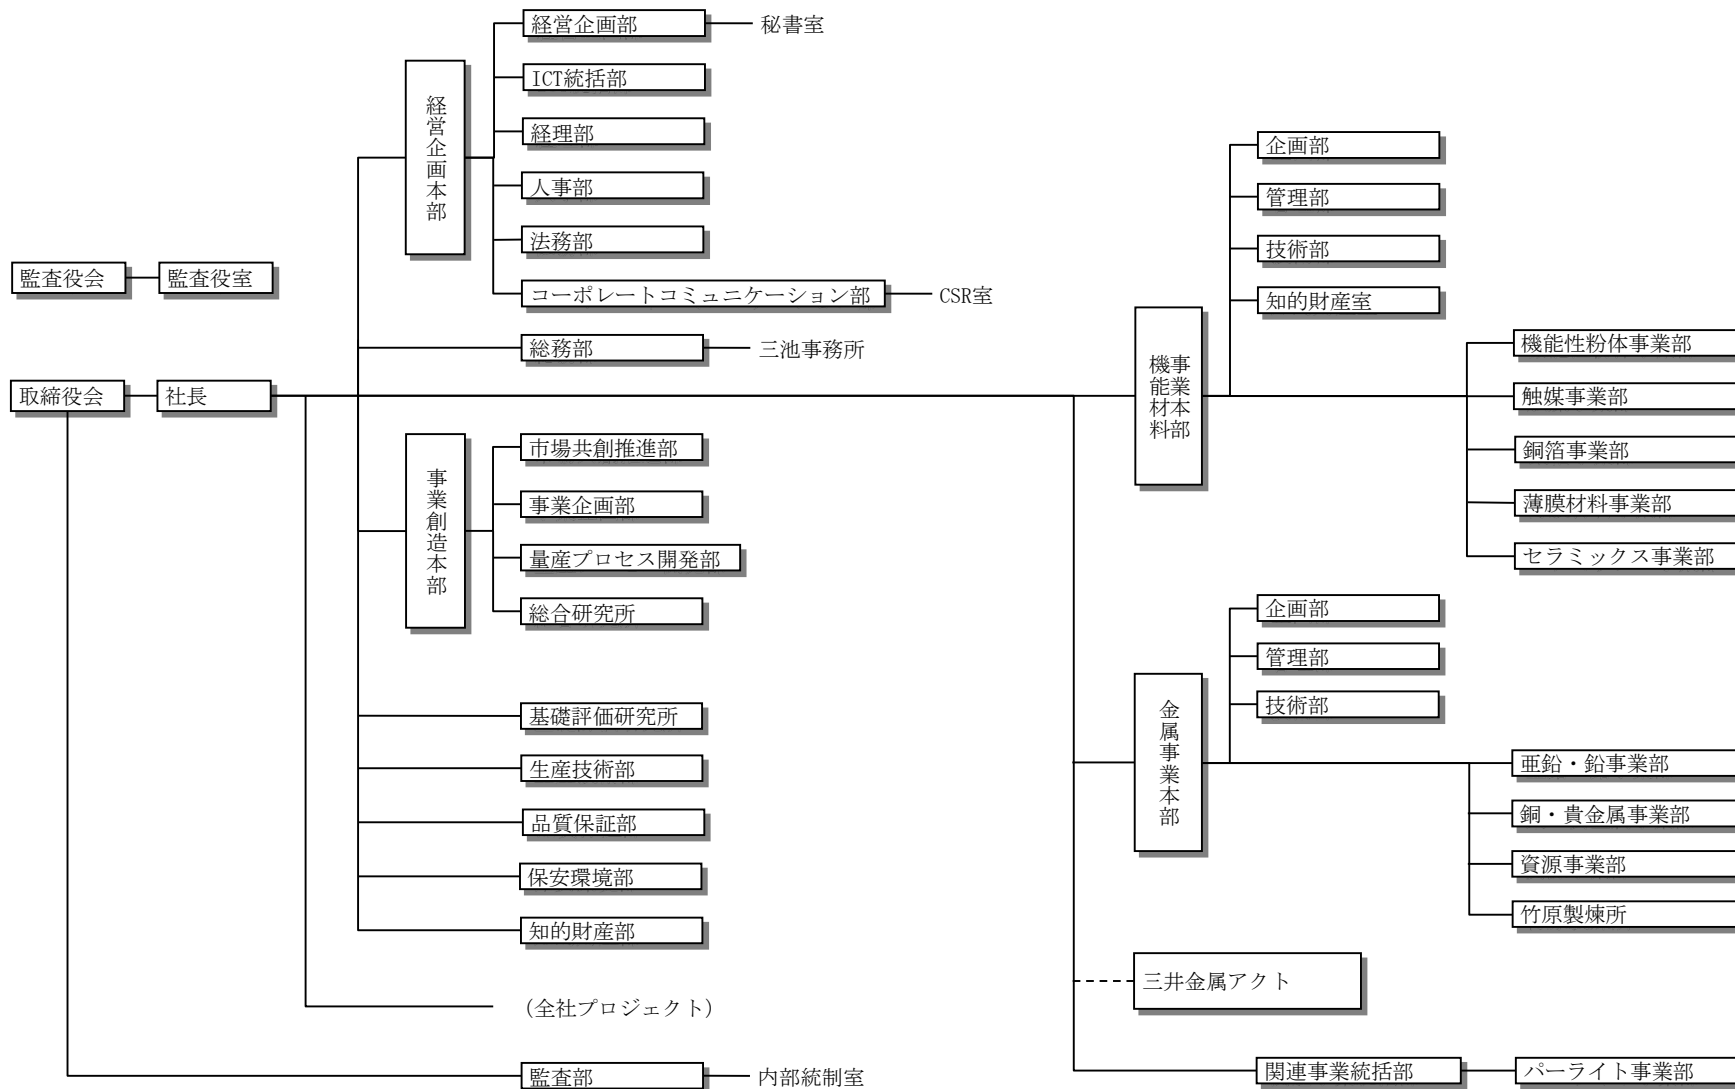 経営企画部
秘書室
ICT統括部
経理部
人事部
法務部
コーポレートコミュニケーション部
CSR室
経営企画本部
監査役会
監査役室
総務部
三池事務所
取締役会
社長
市場共創推進部
事業企画部
量産プロセス開発部
総合研究所
事業創造本部
基礎評価研究所
生産技術部
品質保証部
保安環境部
知的財産部
(全社プロジェクト)
監査部
内部統制室
企画部
管理部
技術部
知的財産室
機能材料
事業本部
機能性粉体事業部
触媒事業部
銅箔事業部
薄膜材料事業部
セラミックス事業部
企画部
管理部
技術部
金属事業本部
亜鉛・鉛事業部
銅・貴金属事業部
資源事業部
竹原製煉所
三井金属アクト
関連事業統括部
パーライト事業部